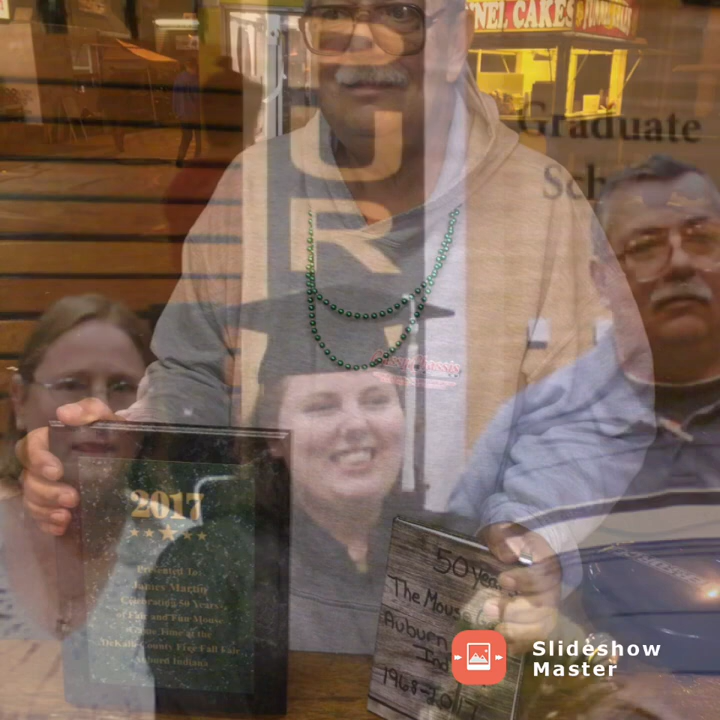 NEL CAKES
U
R
Graduate
Sch
2017
Presented To:
James Martin
Celebrating 50 Years
of Fair and Fun Mouse
Game Time at the
DeKalb County Free Fall Fair
Auburn Indiana
50 Years
The Mouse
Auburn
Ind
1968-2017
Slideshow
Master